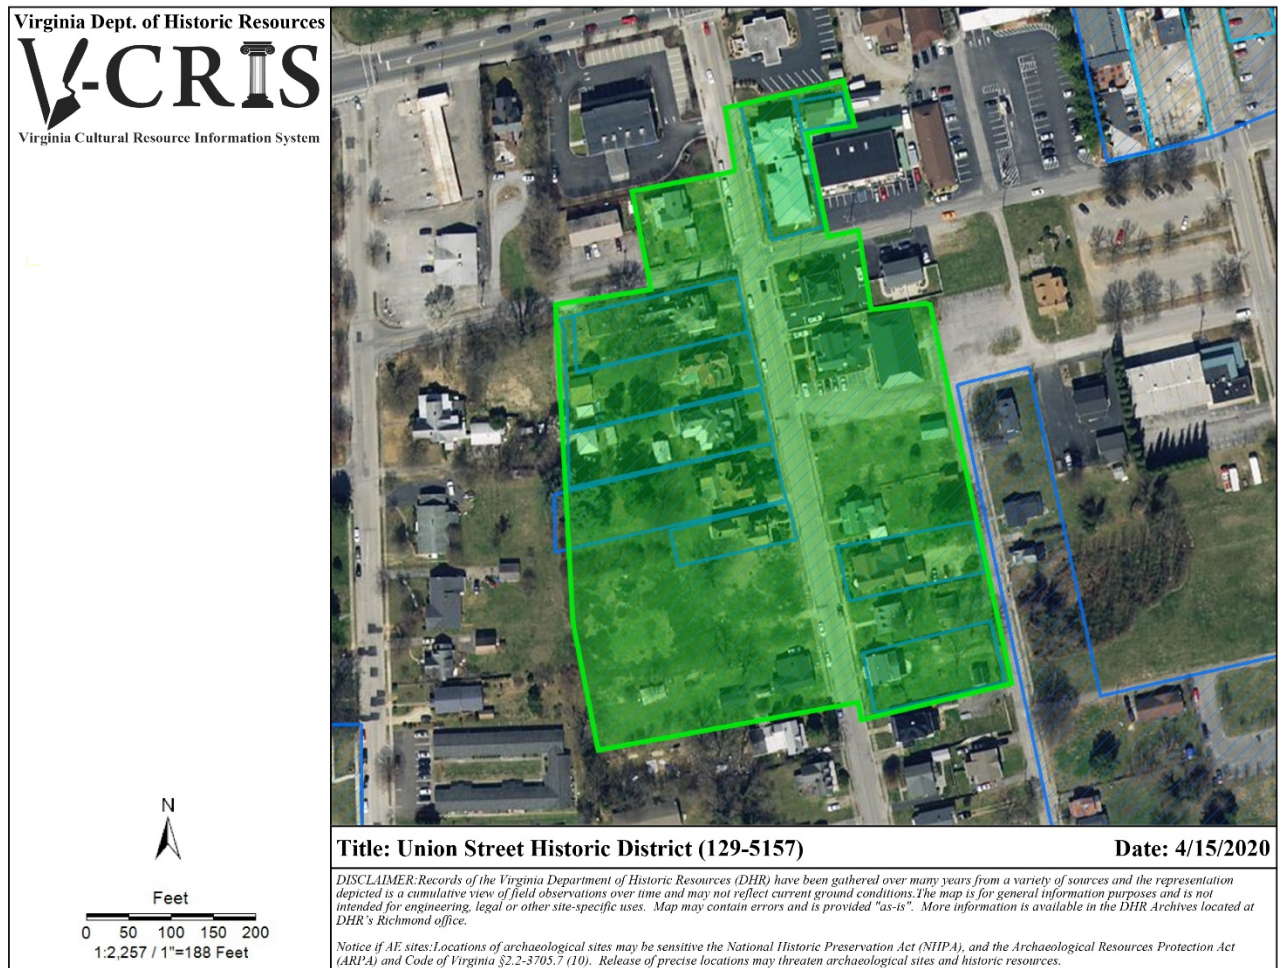 Virginia Dept. of Historic Resources
V-CRIS
Virginia Cultural Resource Information System
N
Feet
0 50 100 150 200
1:2,257 / 1"=188 Feet
Title: Union Street Historic District (129-5157)
Date: 4/15/2020
DISCLAIMER:Records of the Virginia Department of Historic Resources (DHR) have been gathered over many years from a variety of sources and the representation
depicted is a cumulative view of field observations over time and may not reflect current ground conditions.The map is for general information purposes and is not
intended for engineering, legal or other site-specific uses. Map may contain errors and is provided "as-is". More information is available in the DHR Archives located at
DHR's Richmond office.
Notice if AE sites:Locations of archaeological sites may be sensitive the National Historic Preservation Act (NHPA), and the Archaeological Resources Protection Act
(ARPA) and Code of Virginia §2.2-3705.7 (10). Release of precise locations may threaten archaeological sites and historic resources.